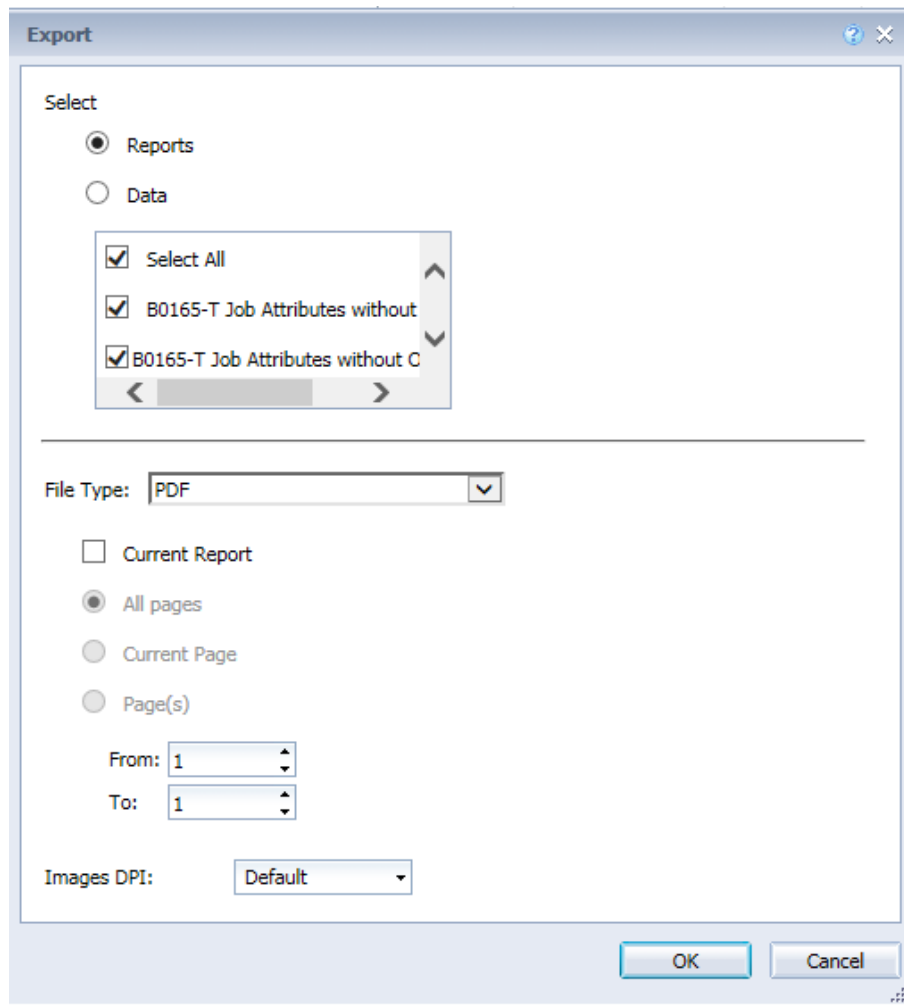 Export
Select
Reports
Data
Select All
B0165-T Job Attributes without
B0165-T Job Attributes without O
File Type: PDF
Current Report
All pages
Current Page
Page(s)
From: 1
To: 1
Images DPI: Default
OK Cancel